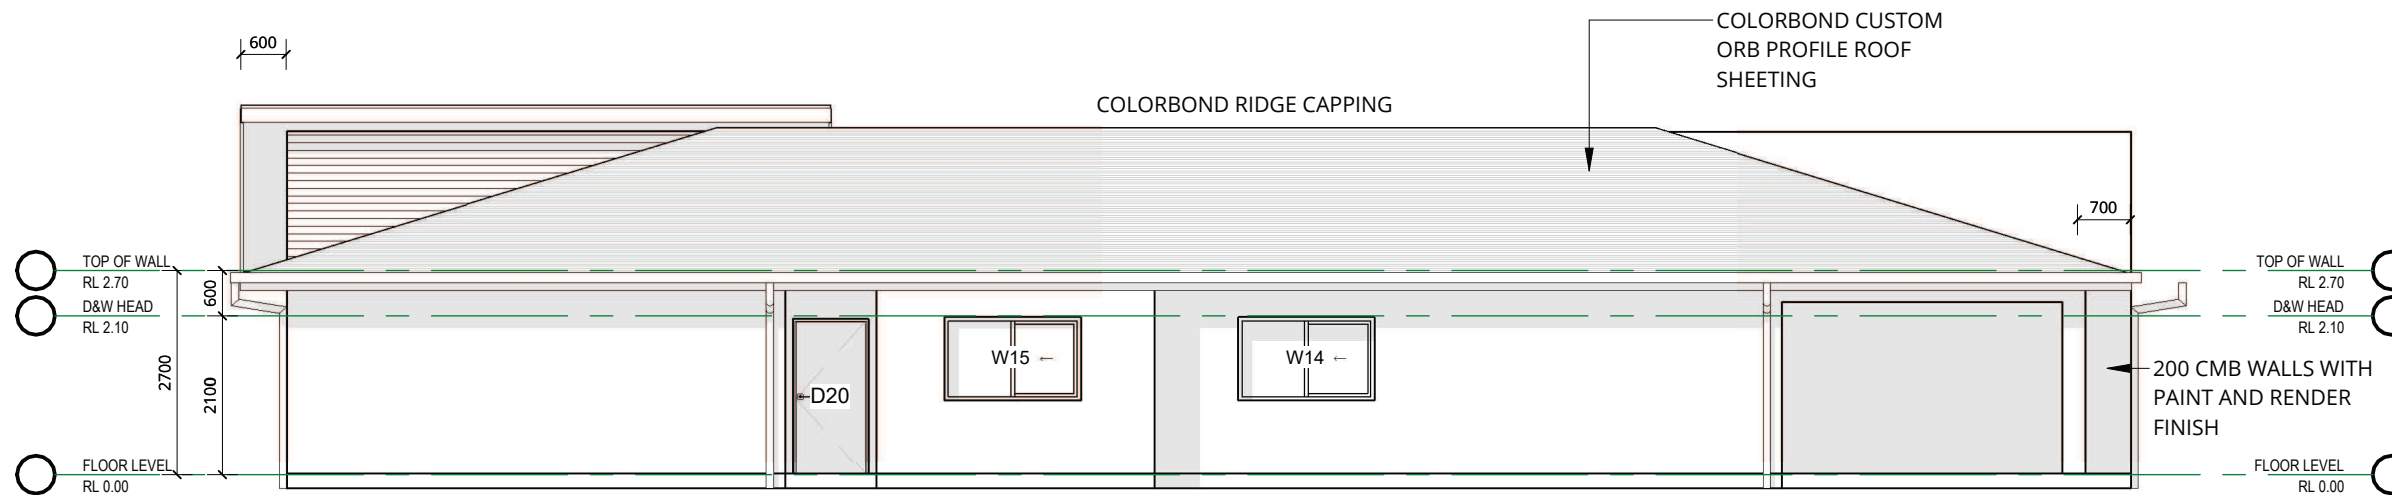 COLORBOND CUSTOM
ORB PROFILE ROOF
SHEETING
600
COLORBOND RIDGE CAPPING
700
TOP OF WALL
RL 2.70
D&W HEAD
RL 2.10
FLOOR LEVEL
RL 0.00
2700
600
2100
D20
W15 ←
W14 ←
TOP OF WALL
RL 2.70
D&W HEAD
RL 2.10
200 CMB WALLS WITH
PAINT AND RENDER
FINISH
FLOOR LEVEL
RL 0.00